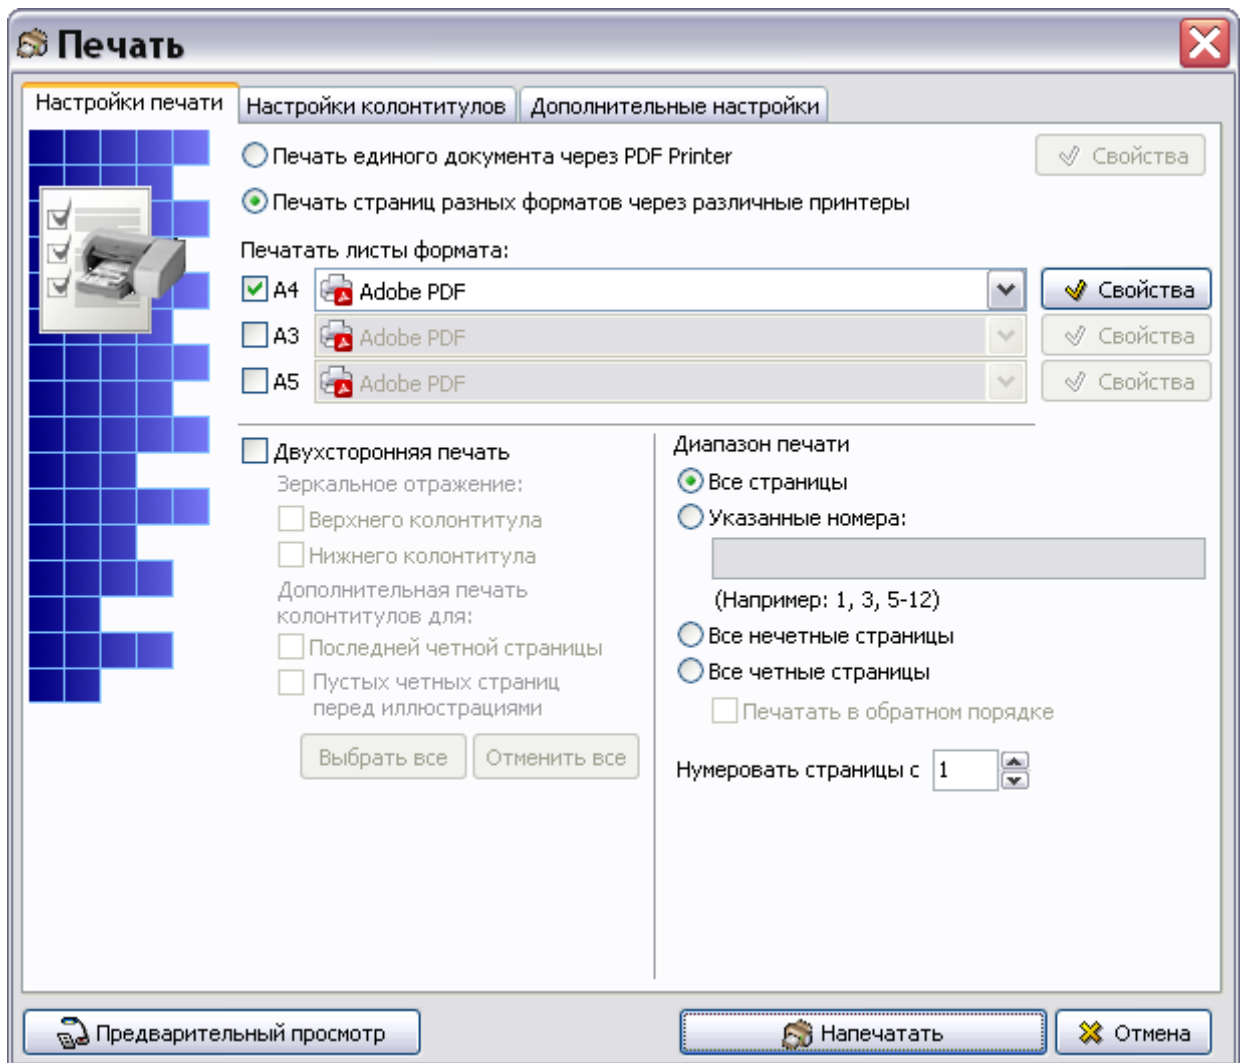 Печать
Настройки печати
Настройки колонтитулов
Дополнительные настройки
Печать единого документа через PDF Printer
Свойства
Печать страниц разных форматов через различные принтеры
Печатать листы формата:
A4 Adobe PDF Свойства
A3 Adobe PDF Свойства
A5 Adobe PDF Свойства
Двухсторонняя печать
Зеркальное отражение:
Верхнего колонтитула
Нижнего колонтитула
Дополнительная печать
колонтитулов для:
Последней четной страницы
Пустых четных страниц
перед иллюстрациями
Выбрать все
Отменить все
Диапазон печати
Все страницы
Указанные номера:
(Например: 1, 3, 5-12)
Все нечетные страницы
Все четные страницы
Печатать в обратном порядке
Нумеровать страницы с 1
Предварительный просмотр
Напечатать
Отмена